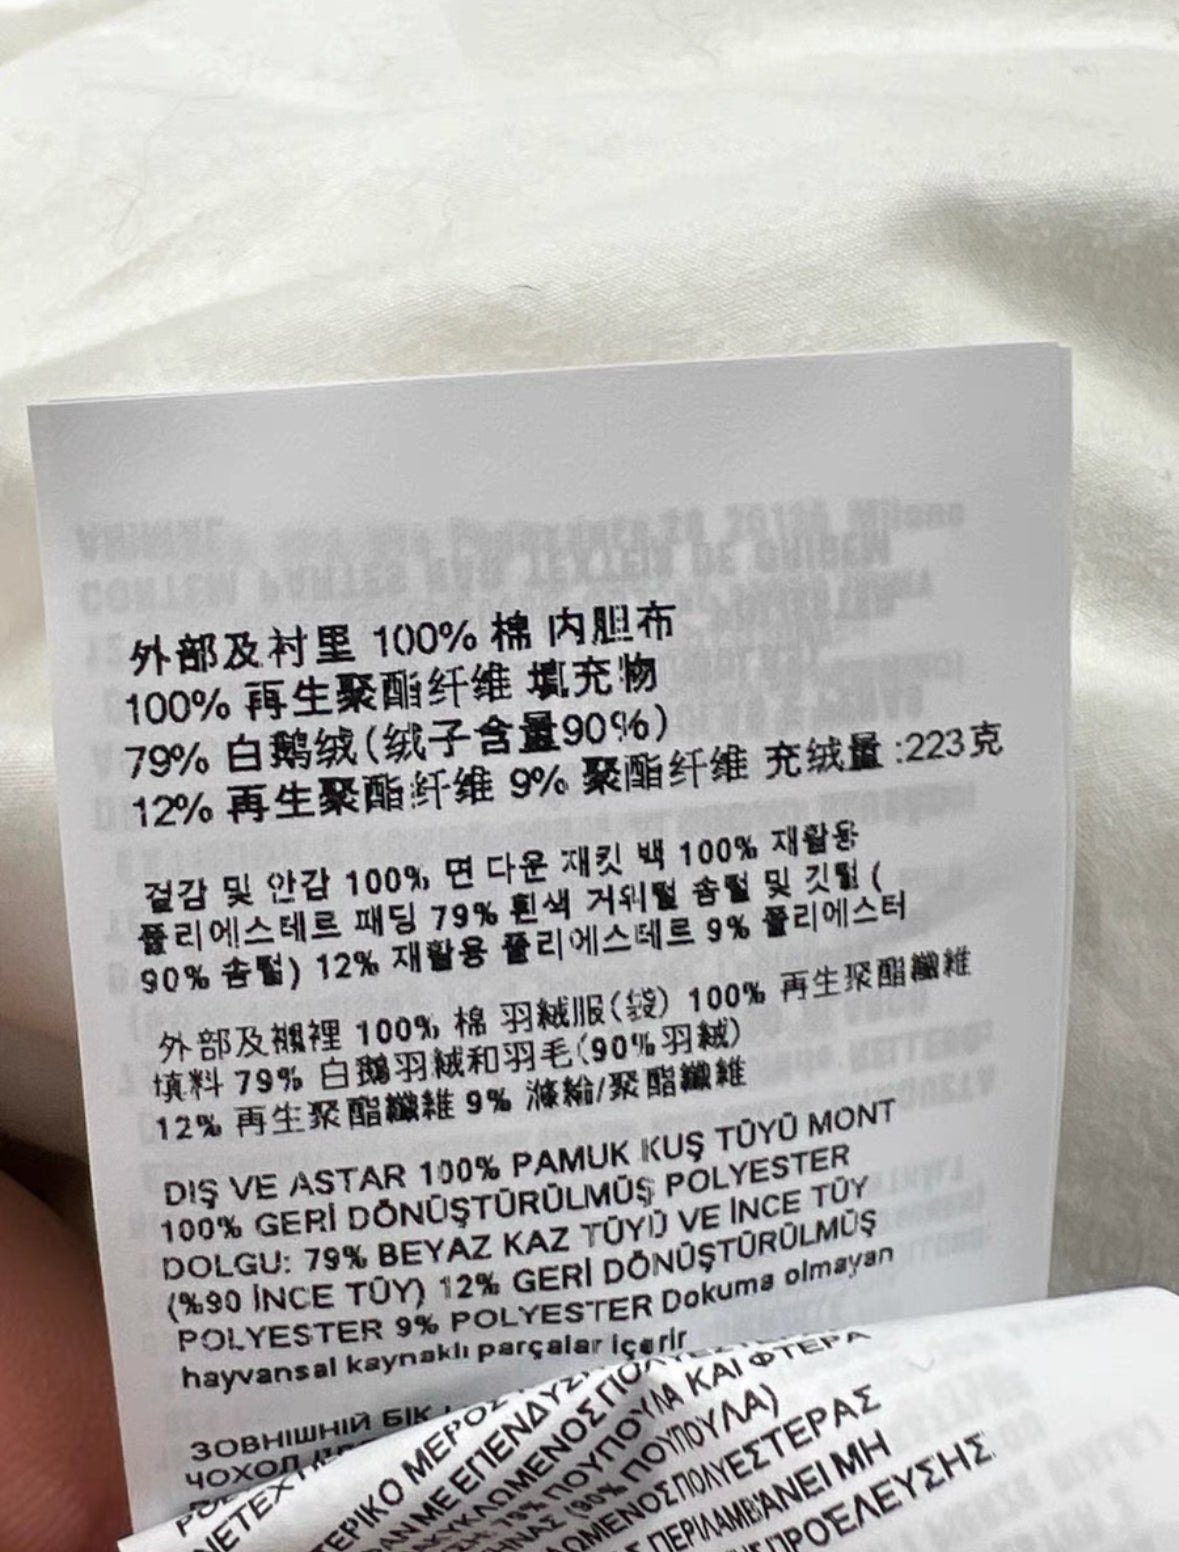 外部及衬里 100% 棉 内胆布
100% 再生聚酯纤维 填充物
79% 白鹅绒(绒子含量90%)
12% 再生聚酯纤维 9% 聚酯纤维 充绒量:223克
겉감 및 안감 100% 면 다운 재킷 백 100% 재활용
폴리에스테르 패딩 79% 흰색 거위털 솜털 및 깃털 (
90% 솜털) 12% 재활용 폴리에스테르 9% 폴리에스터
外部及襯裡 100% 棉 羽絨服(袋) 100% 再生聚酯纖維
填料 79% 白鵝羽絨和羽毛(90%羽絨)
12% 再生聚酯纖維 9% 滌綸/聚酯纖維
DIŞ VE ASTAR 100% PAMUK KUŞ TÜYÜ MONT
100% GERİ DÖNÜŞTÜRÜLMÜŞ POLYESTER
DOLGU: 79% BEYAZ KAZ TÜYÜ VE İNCE TÜY
(%90 İNCE TÜY) 12% GERİ DÖNÜŞTÜRÜLMÜŞ
POLYESTER 9% POLYESTER Dokuma olmayan
hayvansal kaynaklı parçalar içerir
ЗОВНІШНІЙ БІК
ЧОХОЛ
ΜΕΡΟΣ
ΜΕ ΕΠΕΝΔΥΣΗ
ΠΟΥΠΟΥΛΑ ΚΑΙ ΦΤΕΡΑ
(90% ΠΟΥΠΟΥΛΑ)
ΠΟΛΥΕΣΤΕΡΑΣ
ΠΕΡΙΛΑΜΒΑΝΕΙ ΜΗ
ΠΡΟΕΛΕΥΣΗΣ